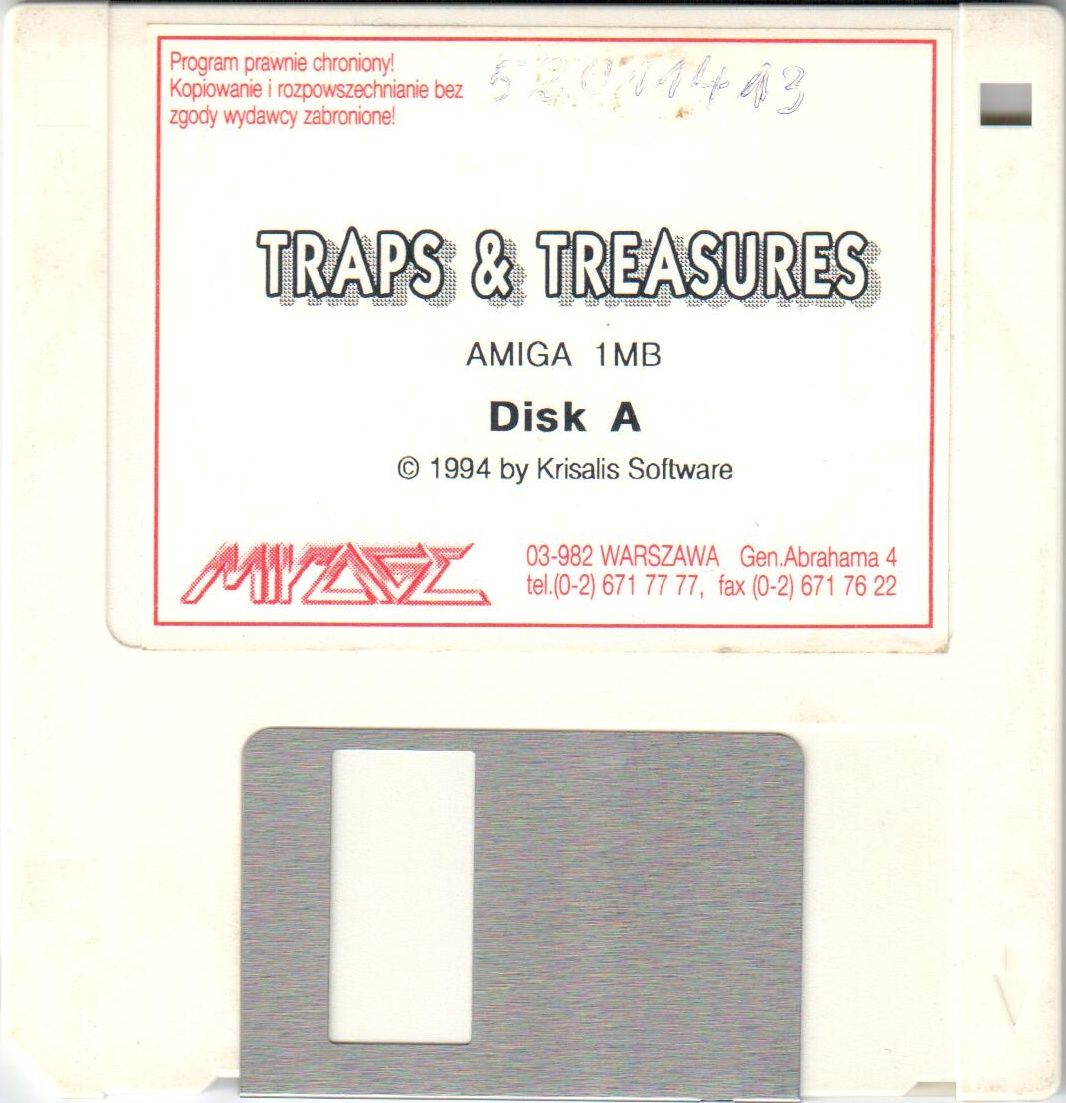 Program prawnie chroniony!
Kopiowanie i rozpowszechnianie bez
zgody wydawcy zabronione!
TRAPS & TREASURES
AMIGA 1MB
Disk A
© 1994 by Krisalis Software
MIRAGE
03-982 WARSZAWA Gen.Abrahama 4
tel.(0-2) 671 77 77, fax (0-2) 671 76 22